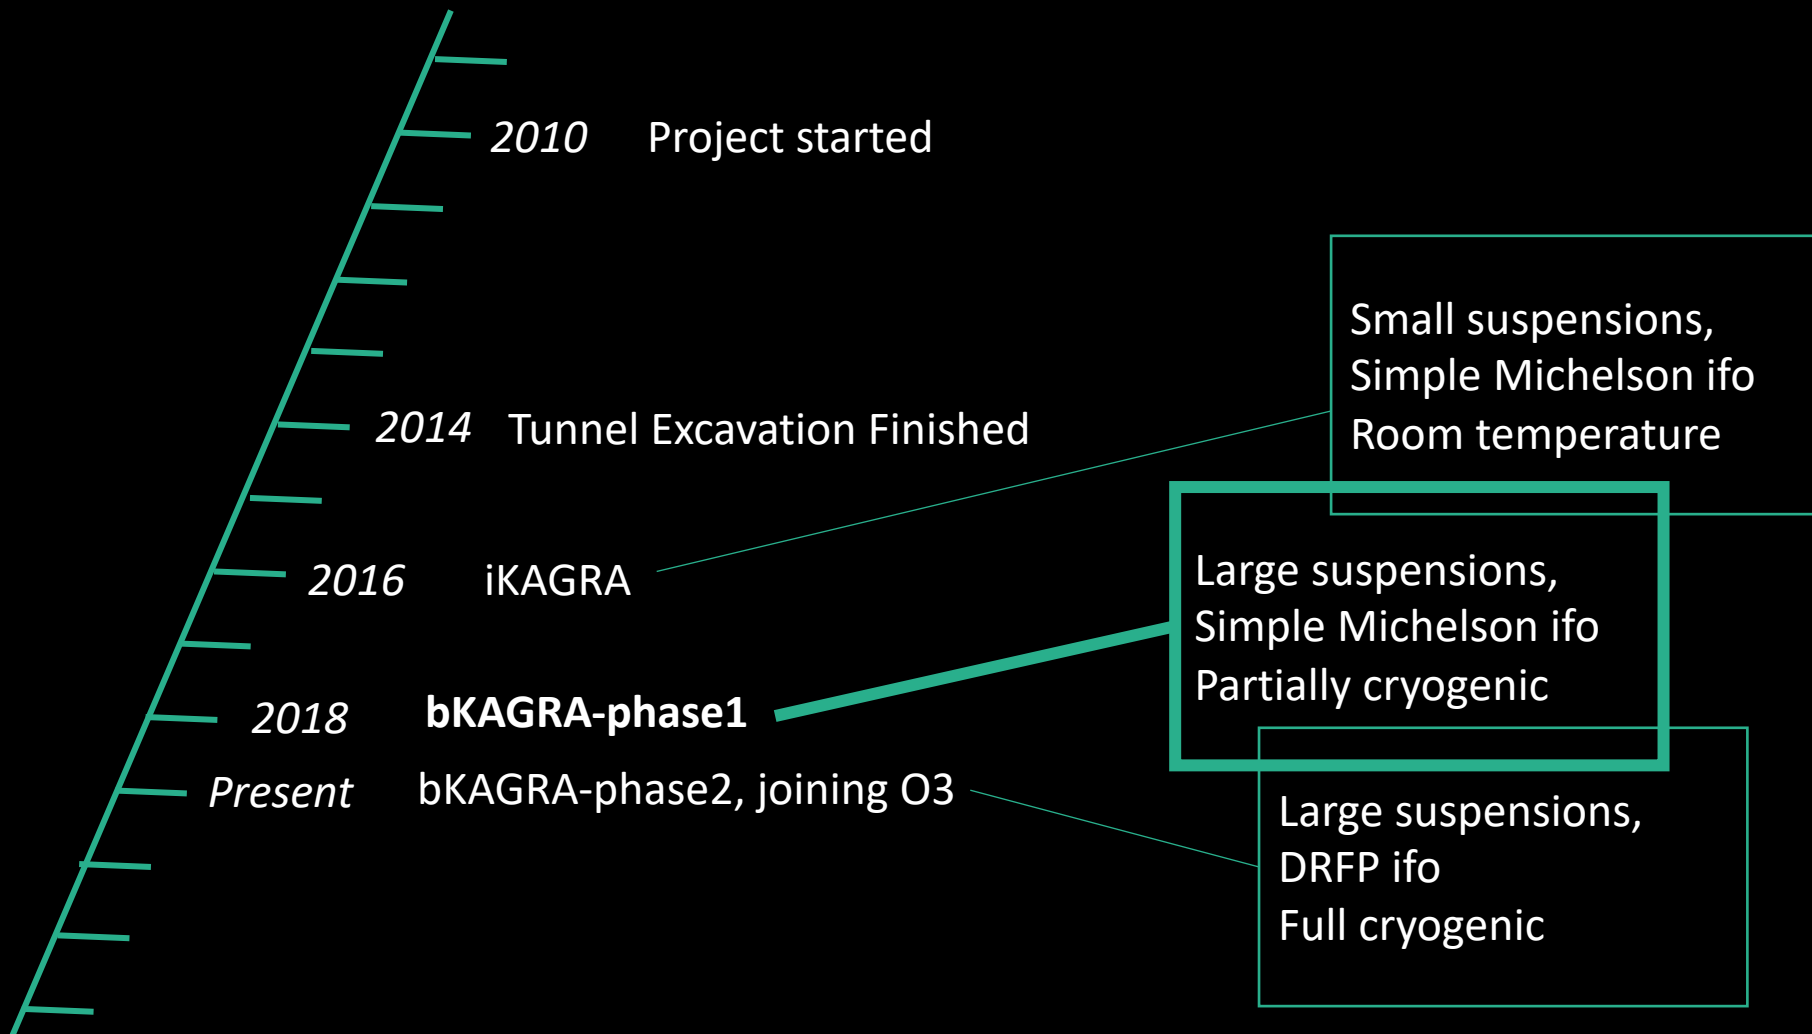 2010 Project started
2014 Tunnel Excavation Finished
2016 iKAGRA
2018 bKAGRA-phase1
Present bKAGRA-phase2, joining O3
Small suspensions,
Simple Michelson ifo
Room temperature
Large suspensions,
Simple Michelson ifo
Partially cryogenic
Large suspensions,
DRFP ifo
Full cryogenic